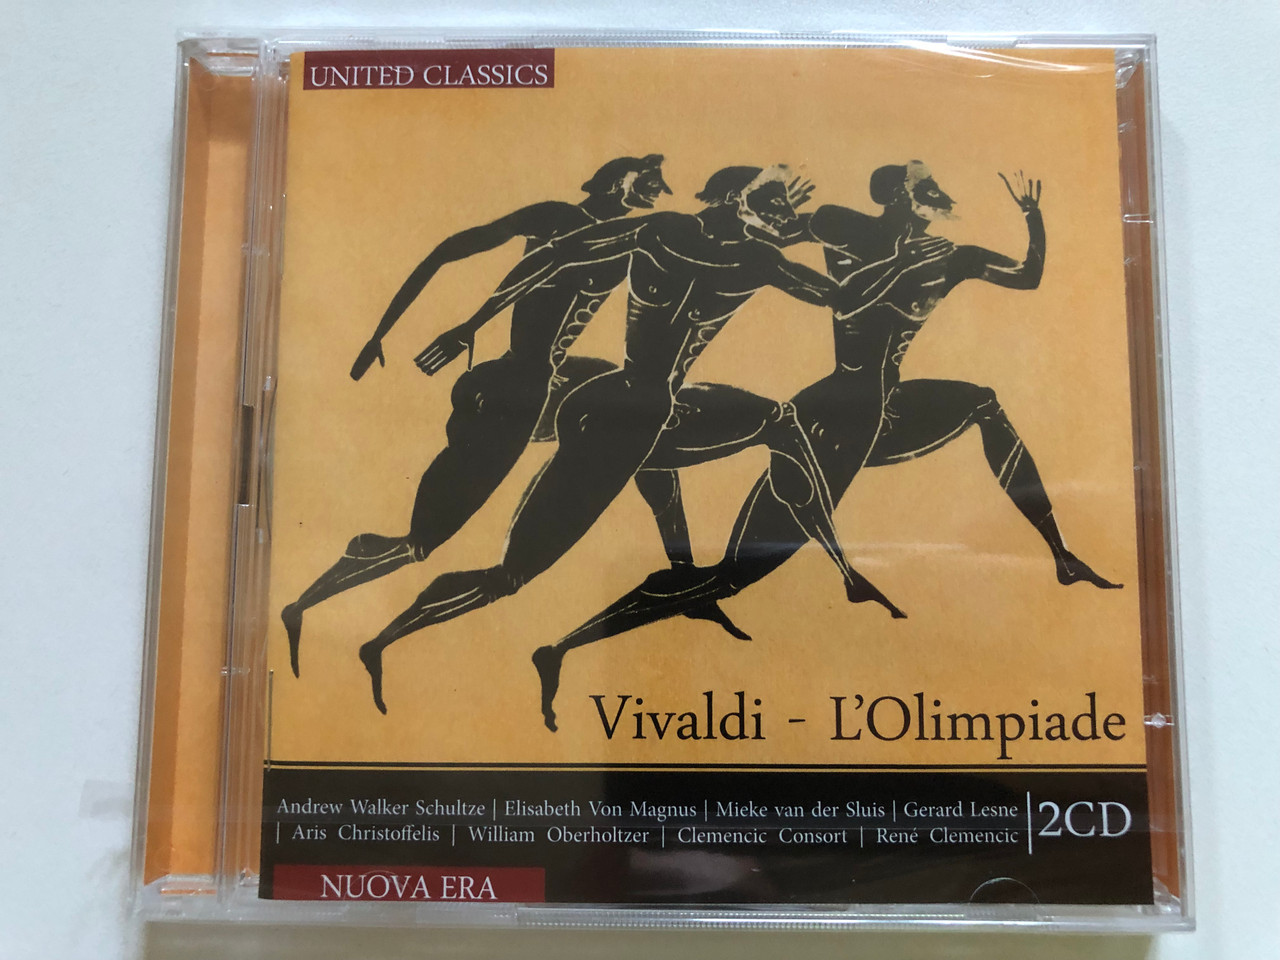 UNITED CLASSICS
Vivaldi - L'Olimpiade
Andrew Walker Schultze | Elisabeth Von Magnus | Mieke van der Sluis | Gerard Lesne
| Aris Christoffelis | William Oberholtzer | Clemencic Consort | René Clemencic
2CD
NUOVA ERA